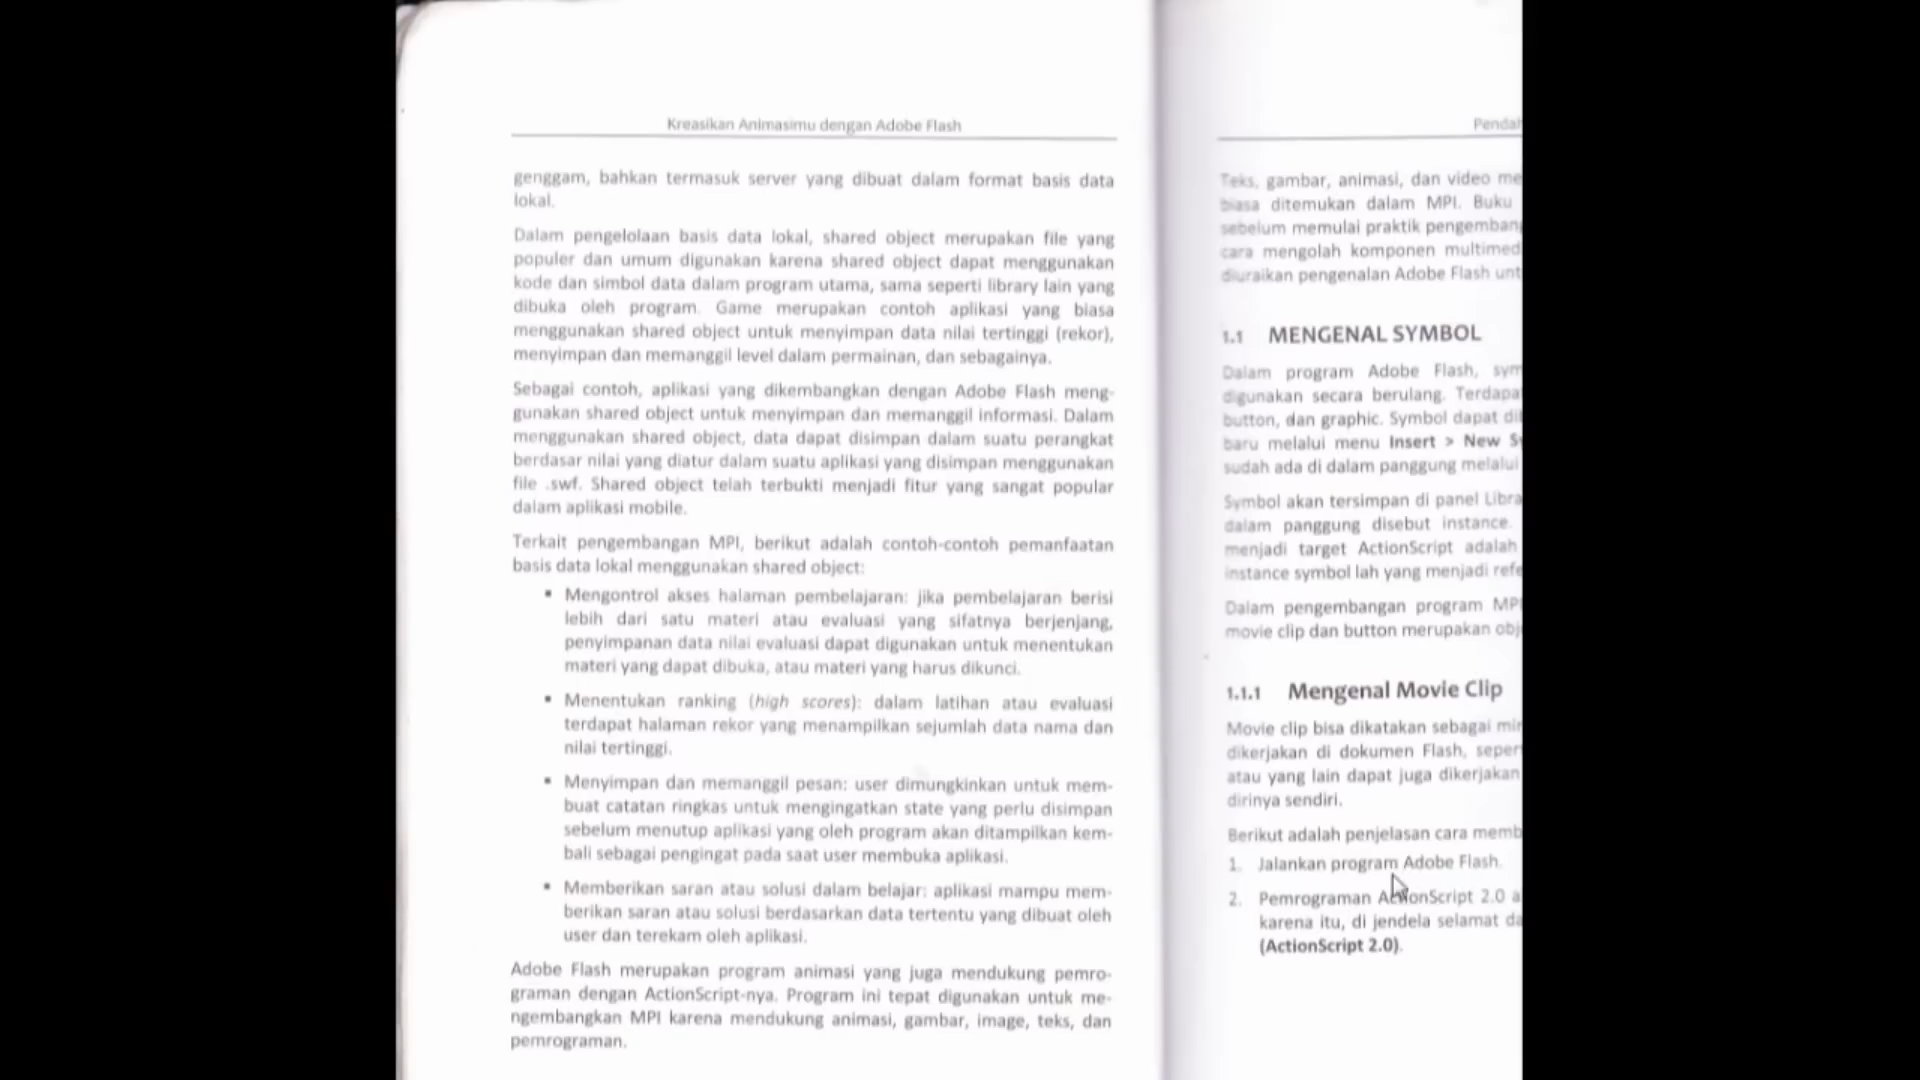 Kreasikan Animasimu dengan Adobe Flash
genggam, bahkan termasuk server yang dibuat dalam format basis data
lokal.
Dalam pengelolaan basis data lokal, shared object merupakan file yang
populer dan umum digunakan karena shared object dapat menggunakan
kode dan simbol data dalam program utama, sama seperti library lain yang
dibuka oleh program. Game merupakan contoh aplikasi yang biasa
menggunakan shared object untuk menyimpan data nilai tertinggi (rekor),
menyimpan dan memanggil level dalam permainan, dan sebagainya.
Sebagai contoh, aplikasi yang dikembangkan dengan Adobe Flash meng-
gunakan shared object untuk menyimpan dan memanggil informasi. Dalam
menggunakan shared object, data dapat disimpan dalam suatu perangkat
berdasar nilai yang diatur dalam suatu aplikasi yang disimpan menggunakan
file .swf. Shared object telah terbukti menjadi fitur yang sangat popular
dalam aplikasi mobile.
Terkait pengembangan MPI, berikut adalah contoh-contoh pemanfaatan
basis data lokal menggunakan shared object:
▪ Mengontrol akses halaman pembelajaran: jika pembelajaran berisi
lebih dari satu materi atau evaluasi yang sifatnya berjenjang,
penyimpanan data nilai evaluasi dapat digunakan untuk menentukan
materi yang dapat dibuka, atau materi yang harus dikunci.
▪ Menentukan ranking (high scores): dalam latihan atau evaluasi
terdapat halaman rekor yang menampilkan sejumlah data nama dan
nilai tertinggi.
▪ Menyimpan dan memanggil pesan: user dimungkinkan untuk mem-
buat catatan ringkas untuk mengingatkan state yang perlu disimpan
sebelum menutup aplikasi yang oleh program akan ditampilkan kem-
bali sebagai pengingat pada saat user membuka aplikasi.
▪ Memberikan saran atau solusi dalam belajar: aplikasi mampu mem-
berikan saran atau solusi berdasarkan data tertentu yang dibuat oleh
user dan terekam oleh aplikasi.
Adobe Flash merupakan program animasi yang juga mendukung pemro-
graman dengan ActionScript-nya. Program ini tepat digunakan untuk me-
ngembangkan MPI karena mendukung animasi, gambar, image, teks, dan
pemrograman.
Pendah
Teks, gambar, animasi, dan video me
biasa ditemukan dalam MPI. Buku
sebelum memulai praktik pengembang
cara mengolah komponen multimed
diuraikan pengenalan Adobe Flash unt
1.1 MENGENAL SYMBOL
Dalam program Adobe Flash, sym
digunakan secara berulang. Terdapa
button, dan graphic. Symbol dapat di
baru melalui menu Insert > New S
sudah ada di dalam panggung melalui
Symbol akan tersimpan di panel Libra
dalam panggung disebut instance.
menjadi target ActionScript adalah
instance symbol lah yang menjadi refe
Dalam pengembangan program MPI
movie clip dan button merupakan obj
1.1.1 Mengenal Movie Clip
Movie clip bisa dikatakan sebagai min
dikerjakan di dokumen Flash, seper
atau yang lain dapat juga dikerjakan
dirinya sendiri.
Berikut adalah penjelasan cara memb
1. Jalankan program Adobe Flash.
2. Pemrograman ActionScript 2.0 a
karena itu, di jendela selamat da
(ActionScript 2.0).